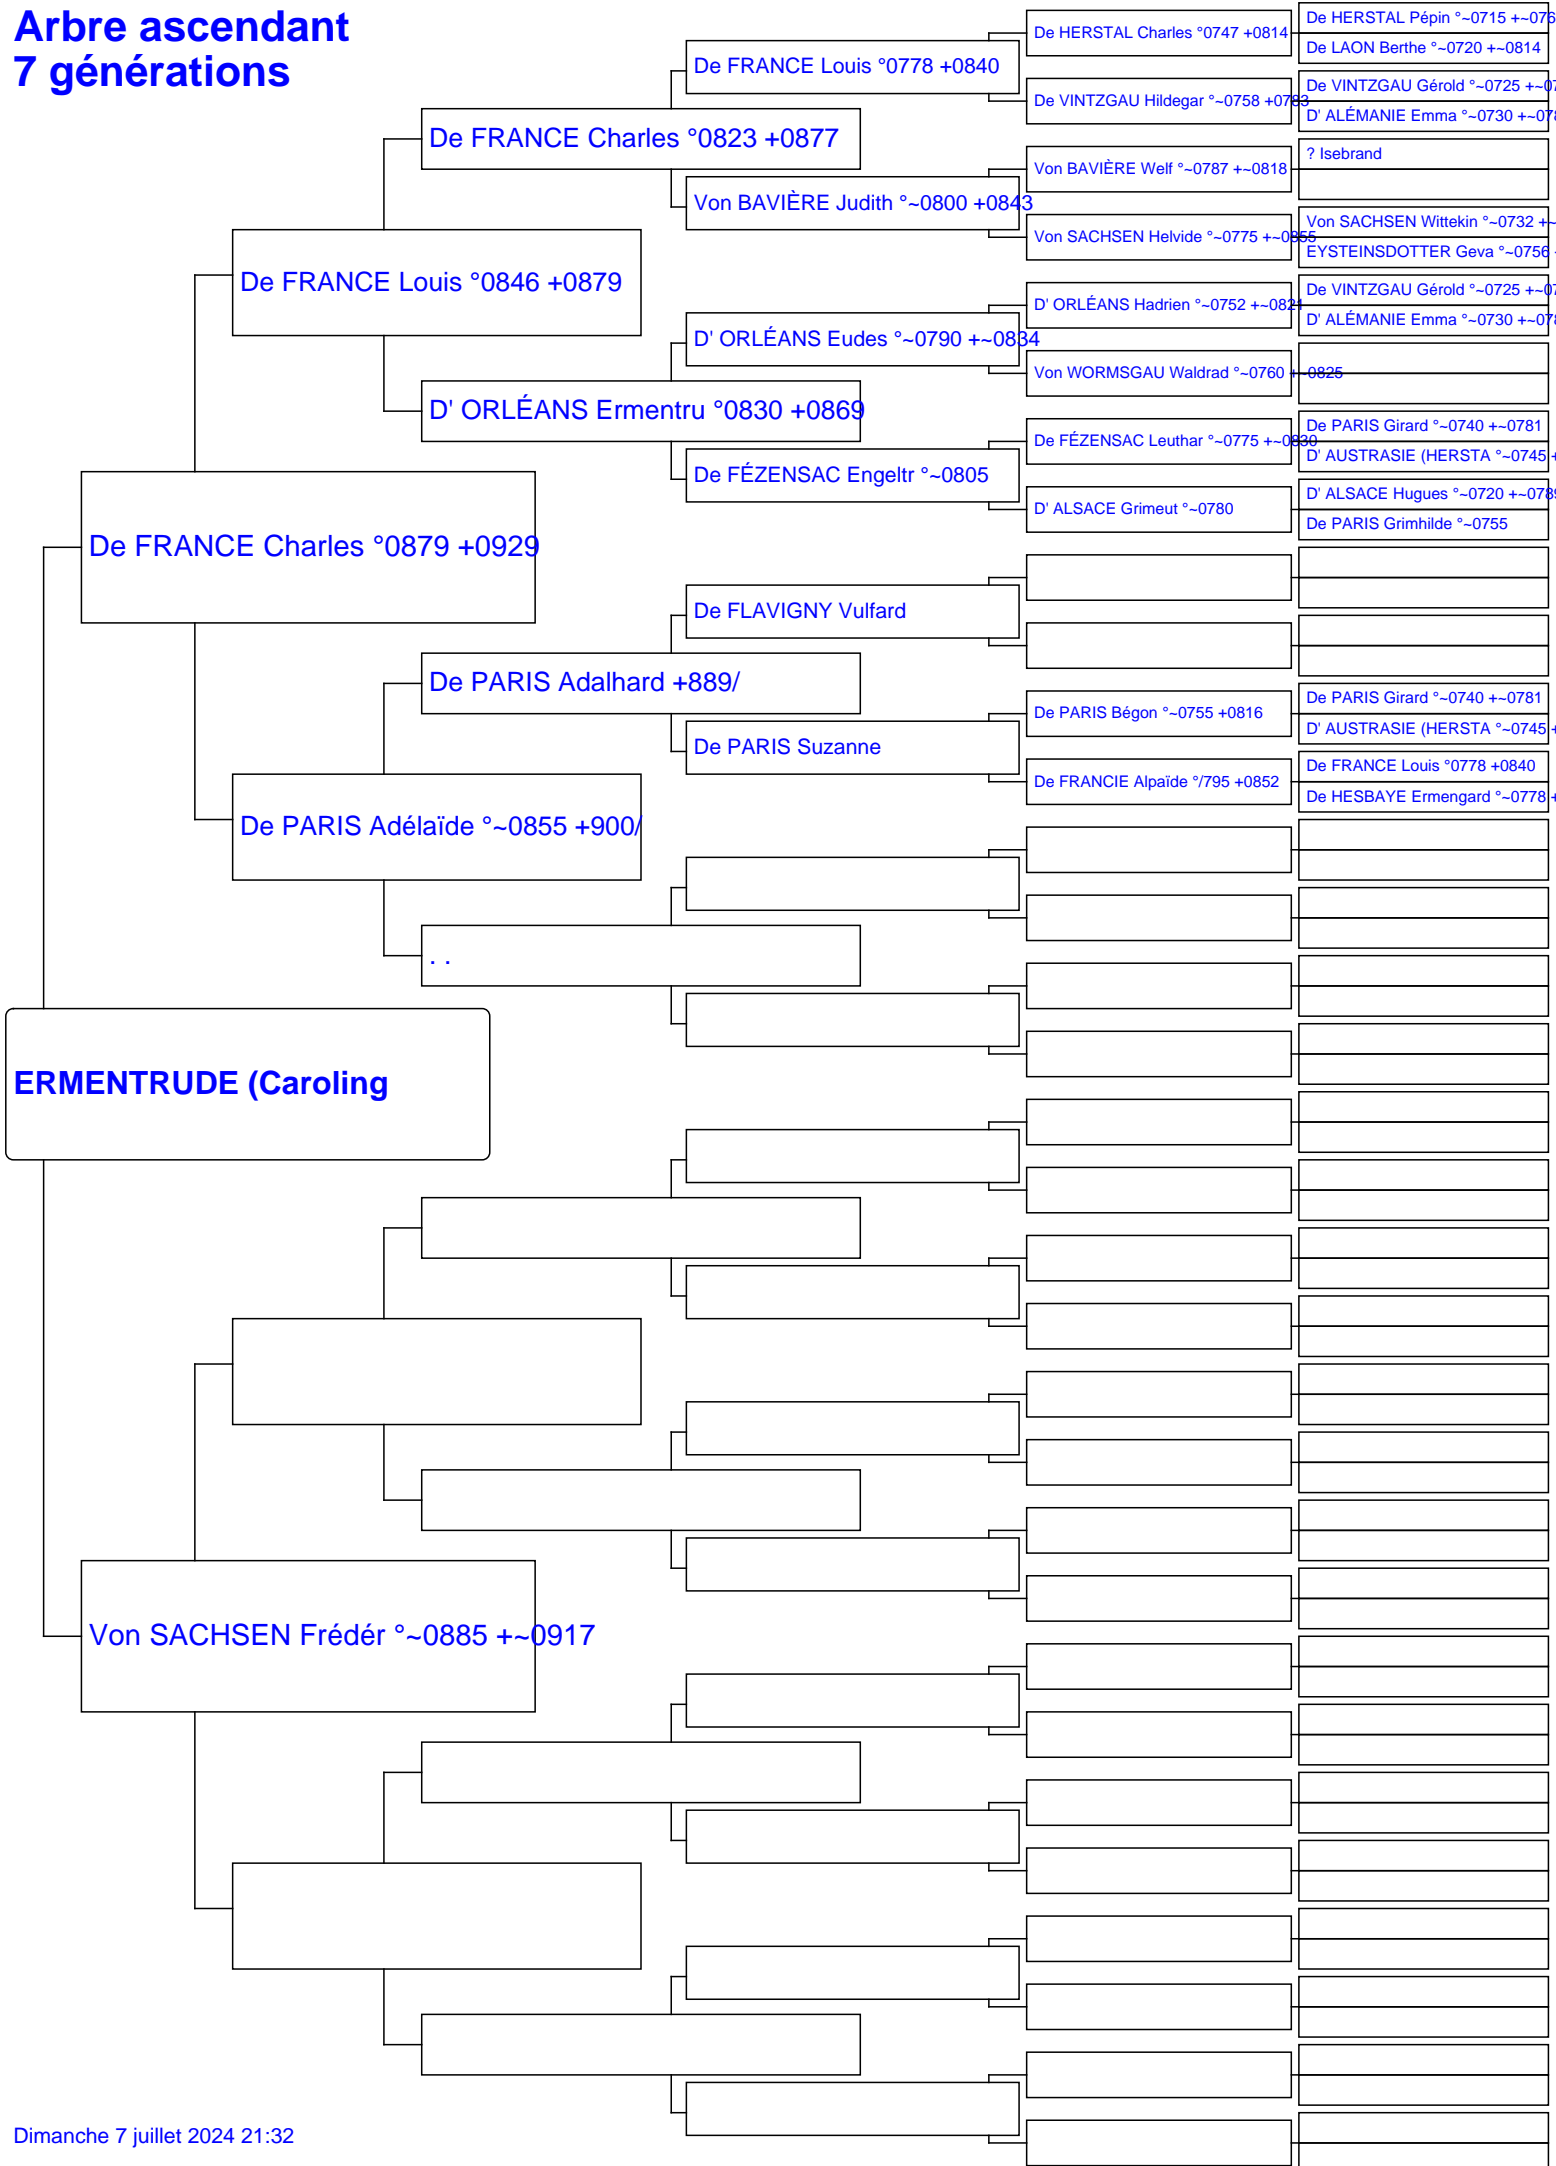 Arbre ascendant
7 générations
De HERSTAL Pépin °~0715 +~076
De LAON Berthe °~0720 +~0814
De HERSTAL Charles °0747 +0814
De FRANCE Louis °0778 +0840
De VINTZGAU Gérold °~0725 +~07
D' ALÉMANIE Emma °~0730 +~078
De VINTZGAU Hildegar °~0758 +0783
De FRANCE Charles °0823 +0877
? Isebrand
Von BAVIÈRE Welf °~0787 +~0818
Von BAVIÈRE Judith °~0800 +0843
Von SACHSEN Wittekin °~0732 +~
EYSTEINSDOTTER Geva °~0756
Von SACHSEN Helvide °~0775 +~0855
De FRANCE Louis °0846 +0879
De VINTZGAU Gérold °~0725 +~07
D' ALÉMANIE Emma °~0730 +~078
D' ORLÉANS Hadrien °~0752 +~0821
D' ORLÉANS Eudes °~0790 +~0834
Von WORMSGAU Waldrad °~0760 +~0825
D' ORLÉANS Ermentru °0830 +0869
De PARIS Girard °~0740 +~0781
D' AUSTRASIE (HERSTA °~0745 +
De FÉZENSAC Leuthar °~0775 +~0830
De FÉZENSAC Engeltr °~0805
D' ALSACE Hugues °~0720 +~0789
De PARIS Grimhilde °~0755
D' ALSACE Grimeut °~0780
De FRANCE Charles °0879 +0929
De FLAVIGNY Vulfard
De PARIS Adalhard +889/
De PARIS Girard °~0740 +~0781
D' AUSTRASIE (HERSTA °~0745 +
De PARIS Bégon °~0755 +0816
De PARIS Suzanne
De FRANCE Louis °0778 +0840
De HESBAYE Ermengard °~0778 +
De FRANCIE Alpaïde °/795 +0852
De PARIS Adélaïde °~0855 +900/
. .
ERMENTRUDE (Caroling
Von SACHSEN Frédér °~0885 +~0917
Dimanche 7 juillet 2024 21:32